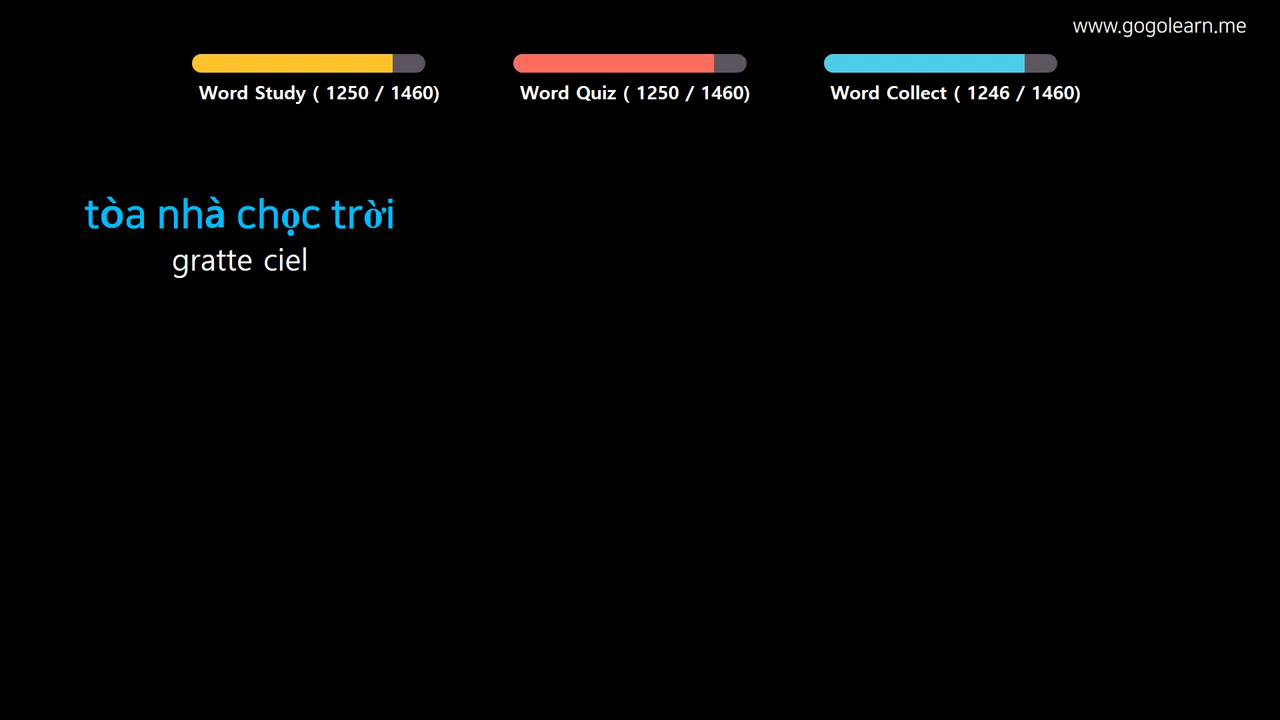 www.gogolearn.me
Word Study ( 1250 / 1460)
Word Quiz ( 1250 / 1460)
Word Collect ( 1246 / 1460)
tòa nhà chọc trời
gratte ciel